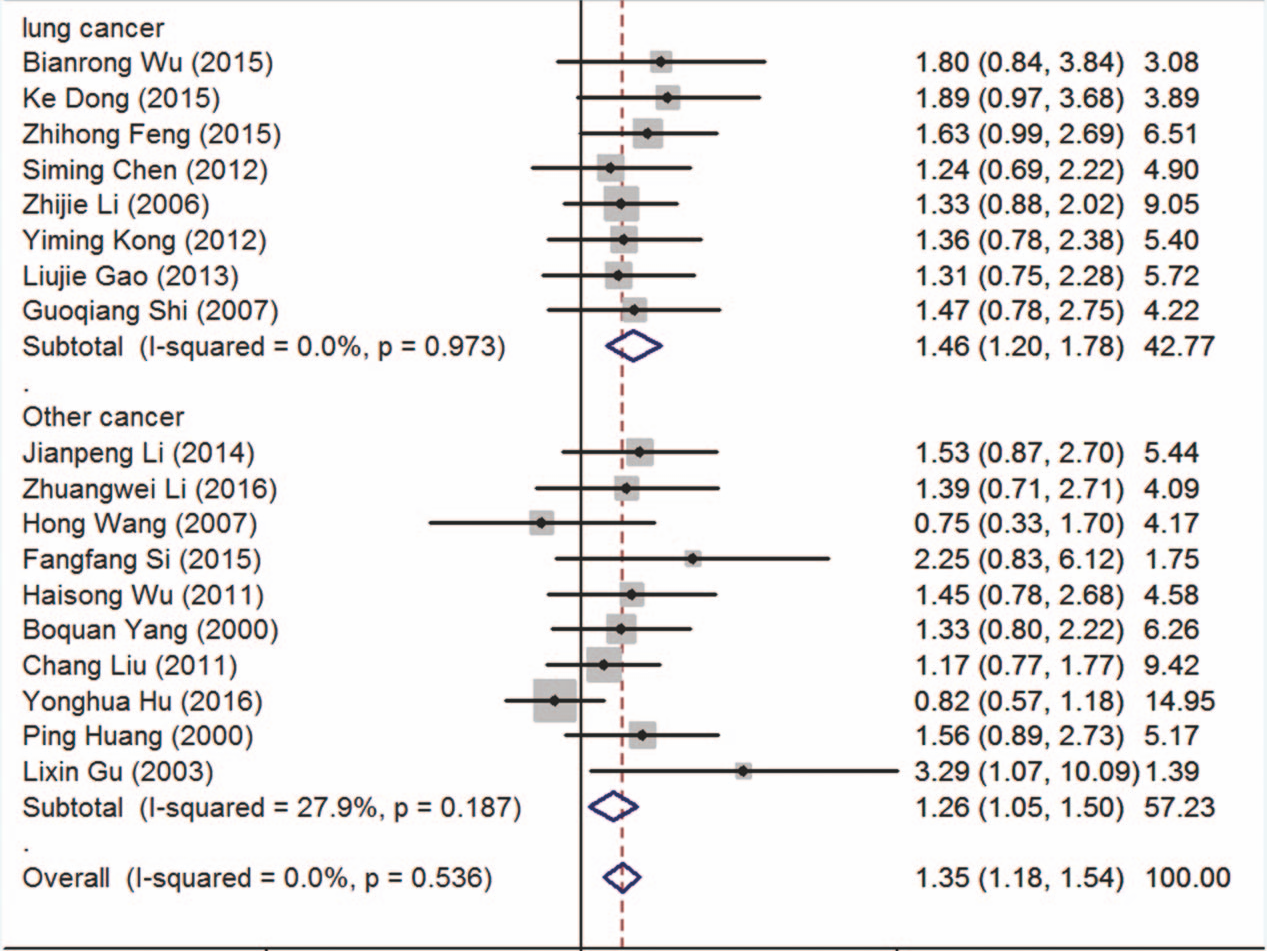 lung cancer
Bianrong Wu (2015) 1.80 (0.84, 3.84) 3.08
Ke Dong (2015) 1.89 (0.97, 3.68) 3.89
Zhihong Feng (2015) 1.63 (0.99, 2.69) 6.51
Siming Chen (2012) 1.24 (0.69, 2.22) 4.90
Zhijie Li (2006) 1.33 (0.88, 2.02) 9.05
Yiming Kong (2012) 1.36 (0.78, 2.38) 5.40
Liujie Gao (2013) 1.31 (0.75, 2.28) 5.72
Guoqiang Shi (2007) 1.47 (0.78, 2.75) 4.22
Subtotal (I-squared = 0.0%, p = 0.973) 1.46 (1.20, 1.78) 42.77
.
Other cancer
Jianpeng Li (2014) 1.53 (0.87, 2.70) 5.44
Zhuangwei Li (2016) 1.39 (0.71, 2.71) 4.09
Hong Wang (2007) 0.75 (0.33, 1.70) 4.17
Fangfang Si (2015) 2.25 (0.83, 6.12) 1.75
Haisong Wu (2011) 1.45 (0.78, 2.68) 4.58
Boquan Yang (2000) 1.33 (0.80, 2.22) 6.26
Chang Liu (2011) 1.17 (0.77, 1.77) 9.42
Yonghua Hu (2016) 0.82 (0.57, 1.18) 14.95
Ping Huang (2000) 1.56 (0.89, 2.73) 5.17
Lixin Gu (2003) 3.29 (1.07, 10.09) 1.39
Subtotal (I-squared = 27.9%, p = 0.187) 1.26 (1.05, 1.50) 57.23
.
Overall (I-squared = 0.0%, p = 0.536) 1.35 (1.18, 1.54) 100.00